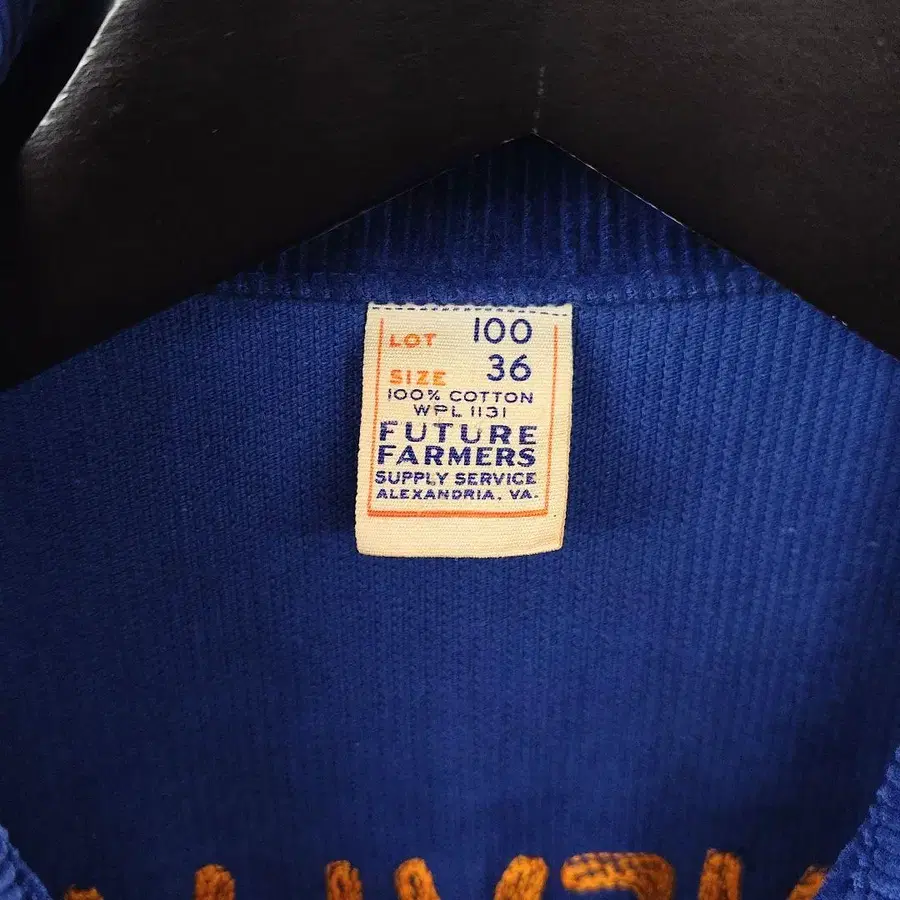 LOT 100
SIZE 36
100% COTTON
WPL 1131
FUTURE
FARMERS
SUPPLY SERVICE
ALEXANDRIA, VA.